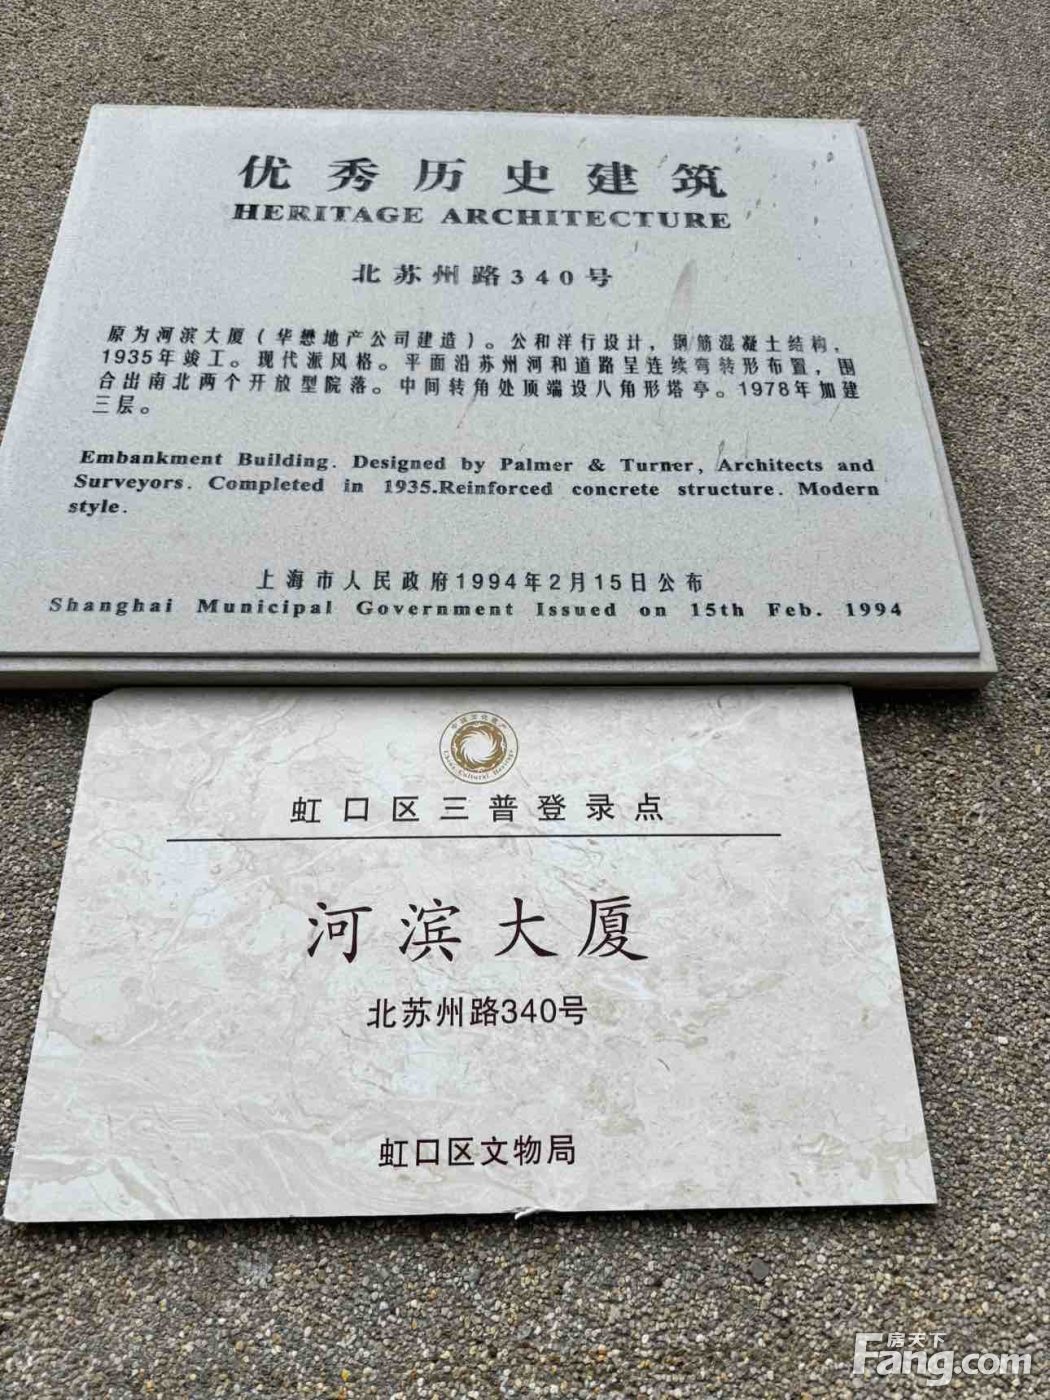 优秀历史建筑
HERITAGE ARCHITECTURE
北苏州路340号
原为河滨大厦（华懋地产公司建造）。公和洋行设计，钢筋混凝土结构，
1935年竣工。现代派风格。平面沿苏州河和道路呈连续弯转形布置，围
合出南北两个开放型院落。中间转角处顶端设八角形塔亭。1978年加建
三层。
Embankment Building. Designed by Palmer & Turner, Architects and
Surveyors. Completed in 1935.Reinforced concrete structure. Modern
style.
上海市人民政府1994年2月15日公布
Shanghai Municipal Government Issued on 15th Feb. 1994
中国文化遗产
China Cultural Heritage
虹口区三普登录点
河滨大厦
北苏州路340号
虹口区文物局
房天下
Fang.com